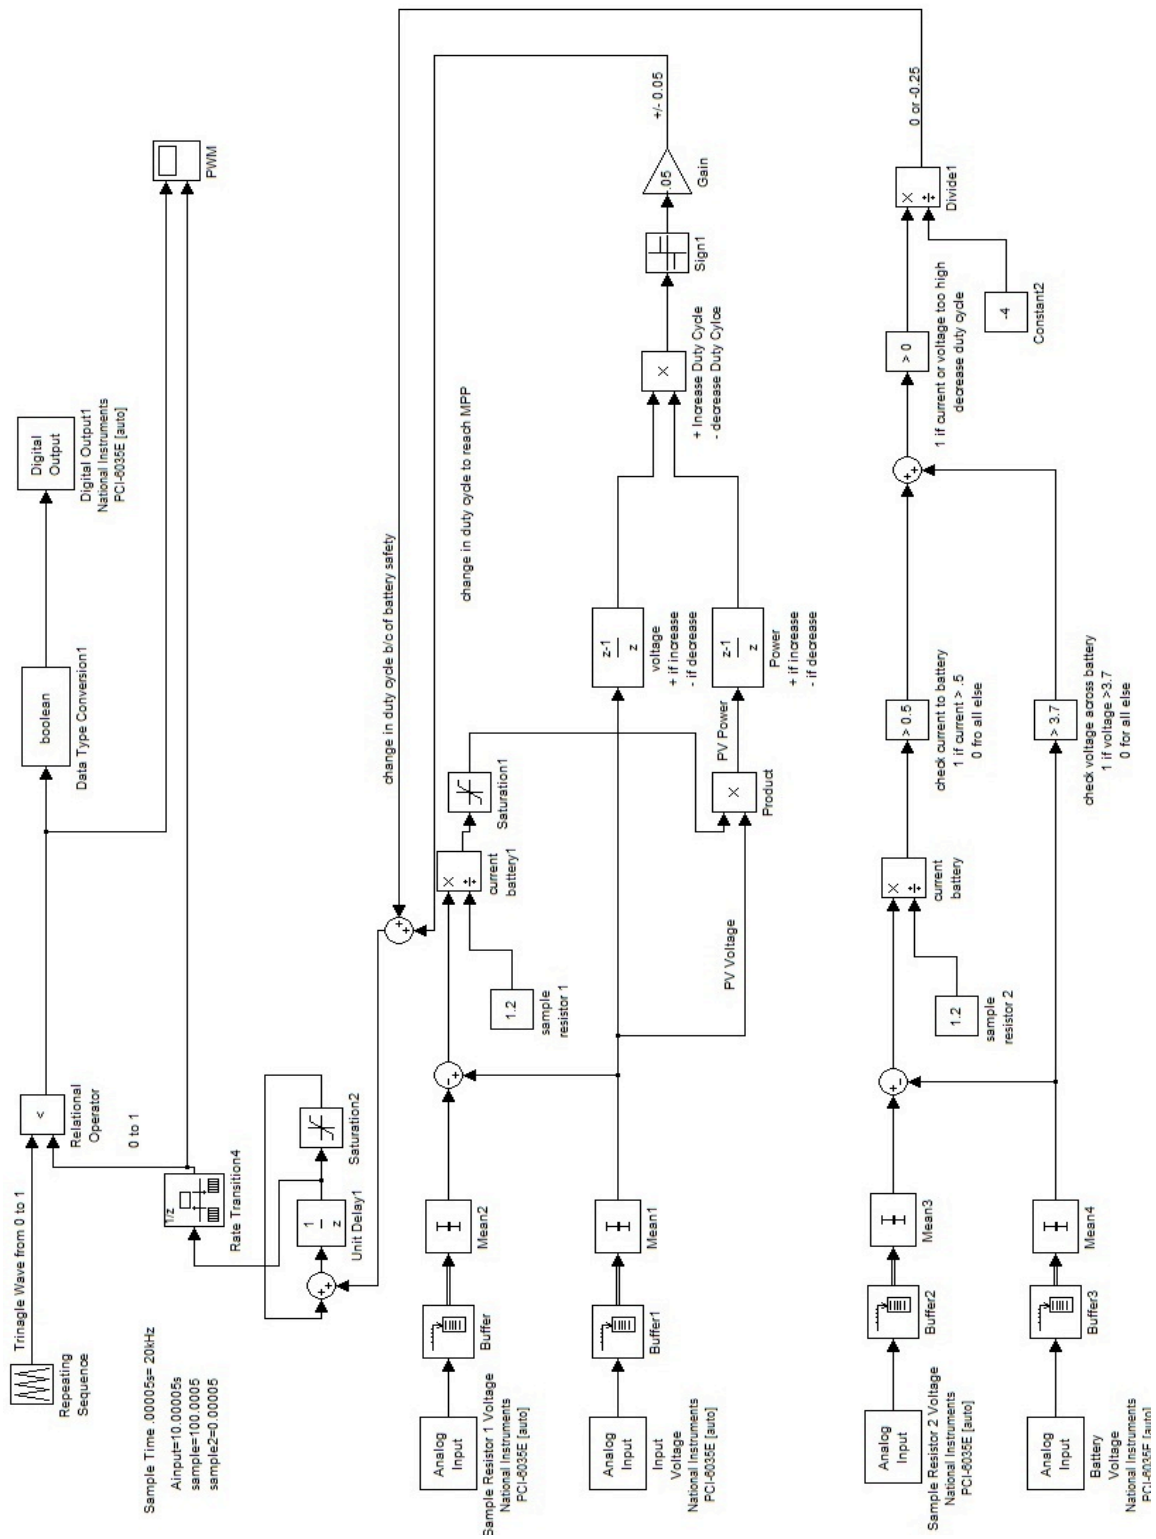 Trinagle Wave from 0 to 1
Repeating
Sequence
<
Relational
Operator
0 to 1
boolean
Data Type Conversion1
Digital
Output
Digital Output1
National Instruments
PCI-6035E [auto]
PWM
Sample Time .00005s= 20kHz
Ainput=10.00005s
sample=100.0005
sample2=0.00005
1/z
Rate Transition4
1
z
Unit Delay1
Saturation2
change in duty cycle b/c of battery safety
change in duty cycle to reach MPP
Analog
Input
Sample Resistor 1 Voltage
National Instruments
PCI-6035E [auto]
Buffer
Mean2
1.2
sample
resistor 1
×
÷
current
battery1
Saturation1
Analog
Input
Input
Voltage
National Instruments
PCI-6035E [auto]
Buffer1
Mean1
PV Voltage
×
Product
PV Power
z-1
z
voltage
+ if increase
- if decrease
z-1
z
Power
+ if increase
- if decrease
×
+ Increase Duty Cycle
- decrease Duty Cyloe
Sign1
.05
Gain
+/- 0.05
Analog
Input
Sample Resistor 2 Voltage
National Instruments
PCI-6035E [auto]
Buffer2
Mean3
1.2
sample
resistor 2
×
÷
current
battery
> 0.5
check current to battery
1 if current > .5
0 fro all else
Analog
Input
Battery
Voltage
National Instruments
PCI-6035E [auto]
Buffer3
Mean4
> 3.7
check voltage across battery
1 if voltage >3.7
0 for all else
> 0
1 if current or voltage too high
decrease duty cycle
-4
Constant2
×
÷
Divide1
0 or -0.25